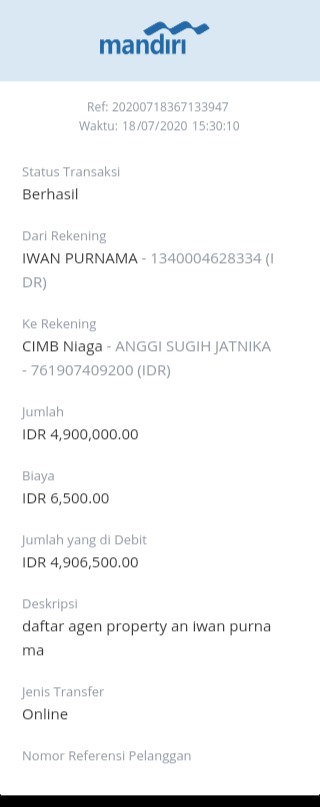 mandiri
Ref: 20200718367133947
Waktu: 18/07/2020 15:30:10
Status Transaksi
Berhasil
Dari Rekening
IWAN PURNAMA - 1340004628334 (I
DR)
Ke Rekening
CIMB Niaga - ANGGI SUGIH JATNIKA
- 761907409200 (IDR)
Jumlah
IDR 4,900,000.00
Biaya
IDR 6,500.00
Jumlah yang di Debit
IDR 4,906,500.00
Deskripsi
daftar agen property an iwan purna
ma
Jenis Transfer
Online
Nomor Referensi Pelanggan